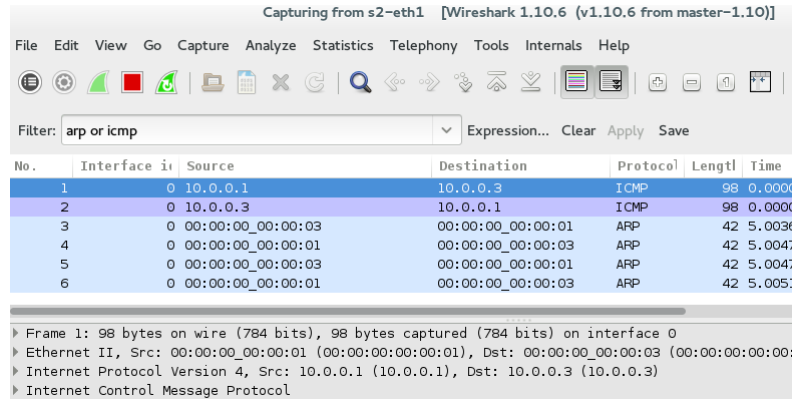 Capturing from s2-eth1 [Wireshark 1.10.6 (v1.10.6 from master-1.10)]
File Edit View Go Capture Analyze Statistics Telephony Tools Internals Help
Filter: arp or icmp Expression... Clear Apply Save
No. Interface i Source Destination Protocol Lengtl Time
1 0 10.0.0.1 10.0.0.3 ICMP 98 0.0000
2 0 10.0.0.3 10.0.0.1 ICMP 98 0.0000
3 0 00:00:00_00:00:03 00:00:00_00:00:01 ARP 42 5.0036
4 0 00:00:00_00:00:01 00:00:00_00:00:03 ARP 42 5.0047
5 0 00:00:00_00:00:03 00:00:00_00:00:01 ARP 42 5.0047
6 0 00:00:00_00:00:01 00:00:00_00:00:03 ARP 42 5.005
Frame 1: 98 bytes on wire (784 bits), 98 bytes captured (784 bits) on interface 0
Ethernet II, Src: 00:00:00_00:00:01 (00:00:00:00:00:01), Dst: 00:00:00_00:00:03 (00:00:00:00:00:
Internet Protocol Version 4, Src: 10.0.0.1 (10.0.0.1), Dst: 10.0.0.3 (10.0.0.3)
Internet Control Message Protocol